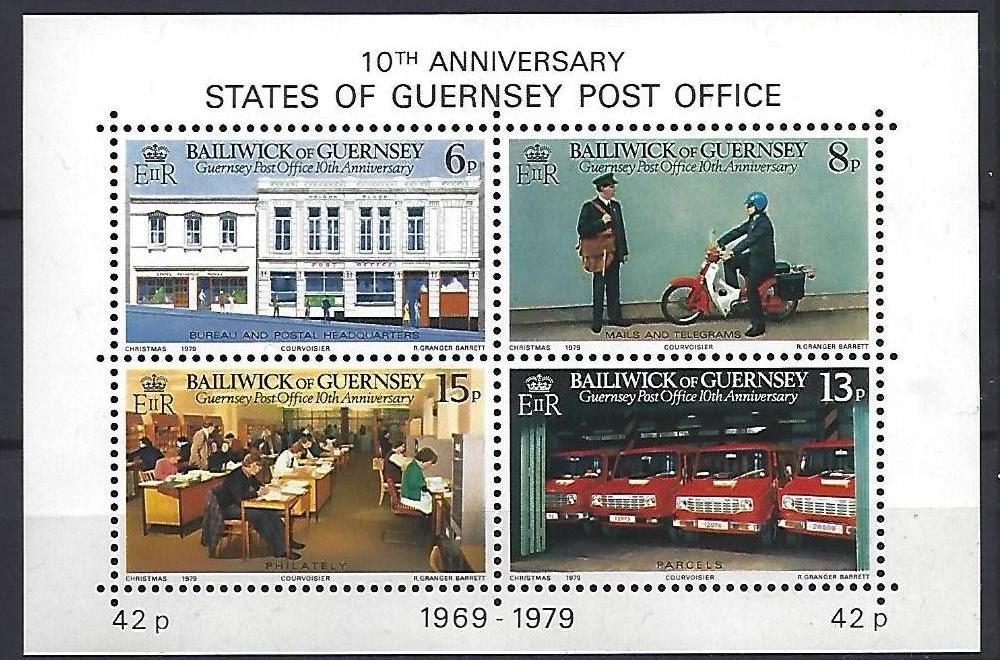 10TH ANNIVERSARY
STATES OF GUERNSEY POST OFFICE
EIIR
BAILIWICK OF GUERNSEY 6p
Guernsey Post Office 10th Anniversary
POST OFFICE
BUREAU AND POSTAL HEADQUARTERS
CHRISTMAS 1979 COURVOISIER R.GRANGER BARRETT
EIIR
BAILIWICK OF GUERNSEY 8p
Guernsey Post Office 10th Anniversary
MAILS AND TELEGRAMS
CHRISTMAS 1979 COURVOISIER R.GRANGER BARRETT
EIIR
BAILIWICK OF GUERNSEY 15p
Guernsey Post Office 10th Anniversary
PHILATELY
CHRISTMAS 1979 COURVOISIER R.GRANGER BARRETT
EIIR
BAILIWICK OF GUERNSEY 13p
Guernsey Post Office 10th Anniversary
PARCELS
CHRISTMAS 1979 COURVOISIER R.GRANGER BARRETT
42 p 1969 - 1979 42 p